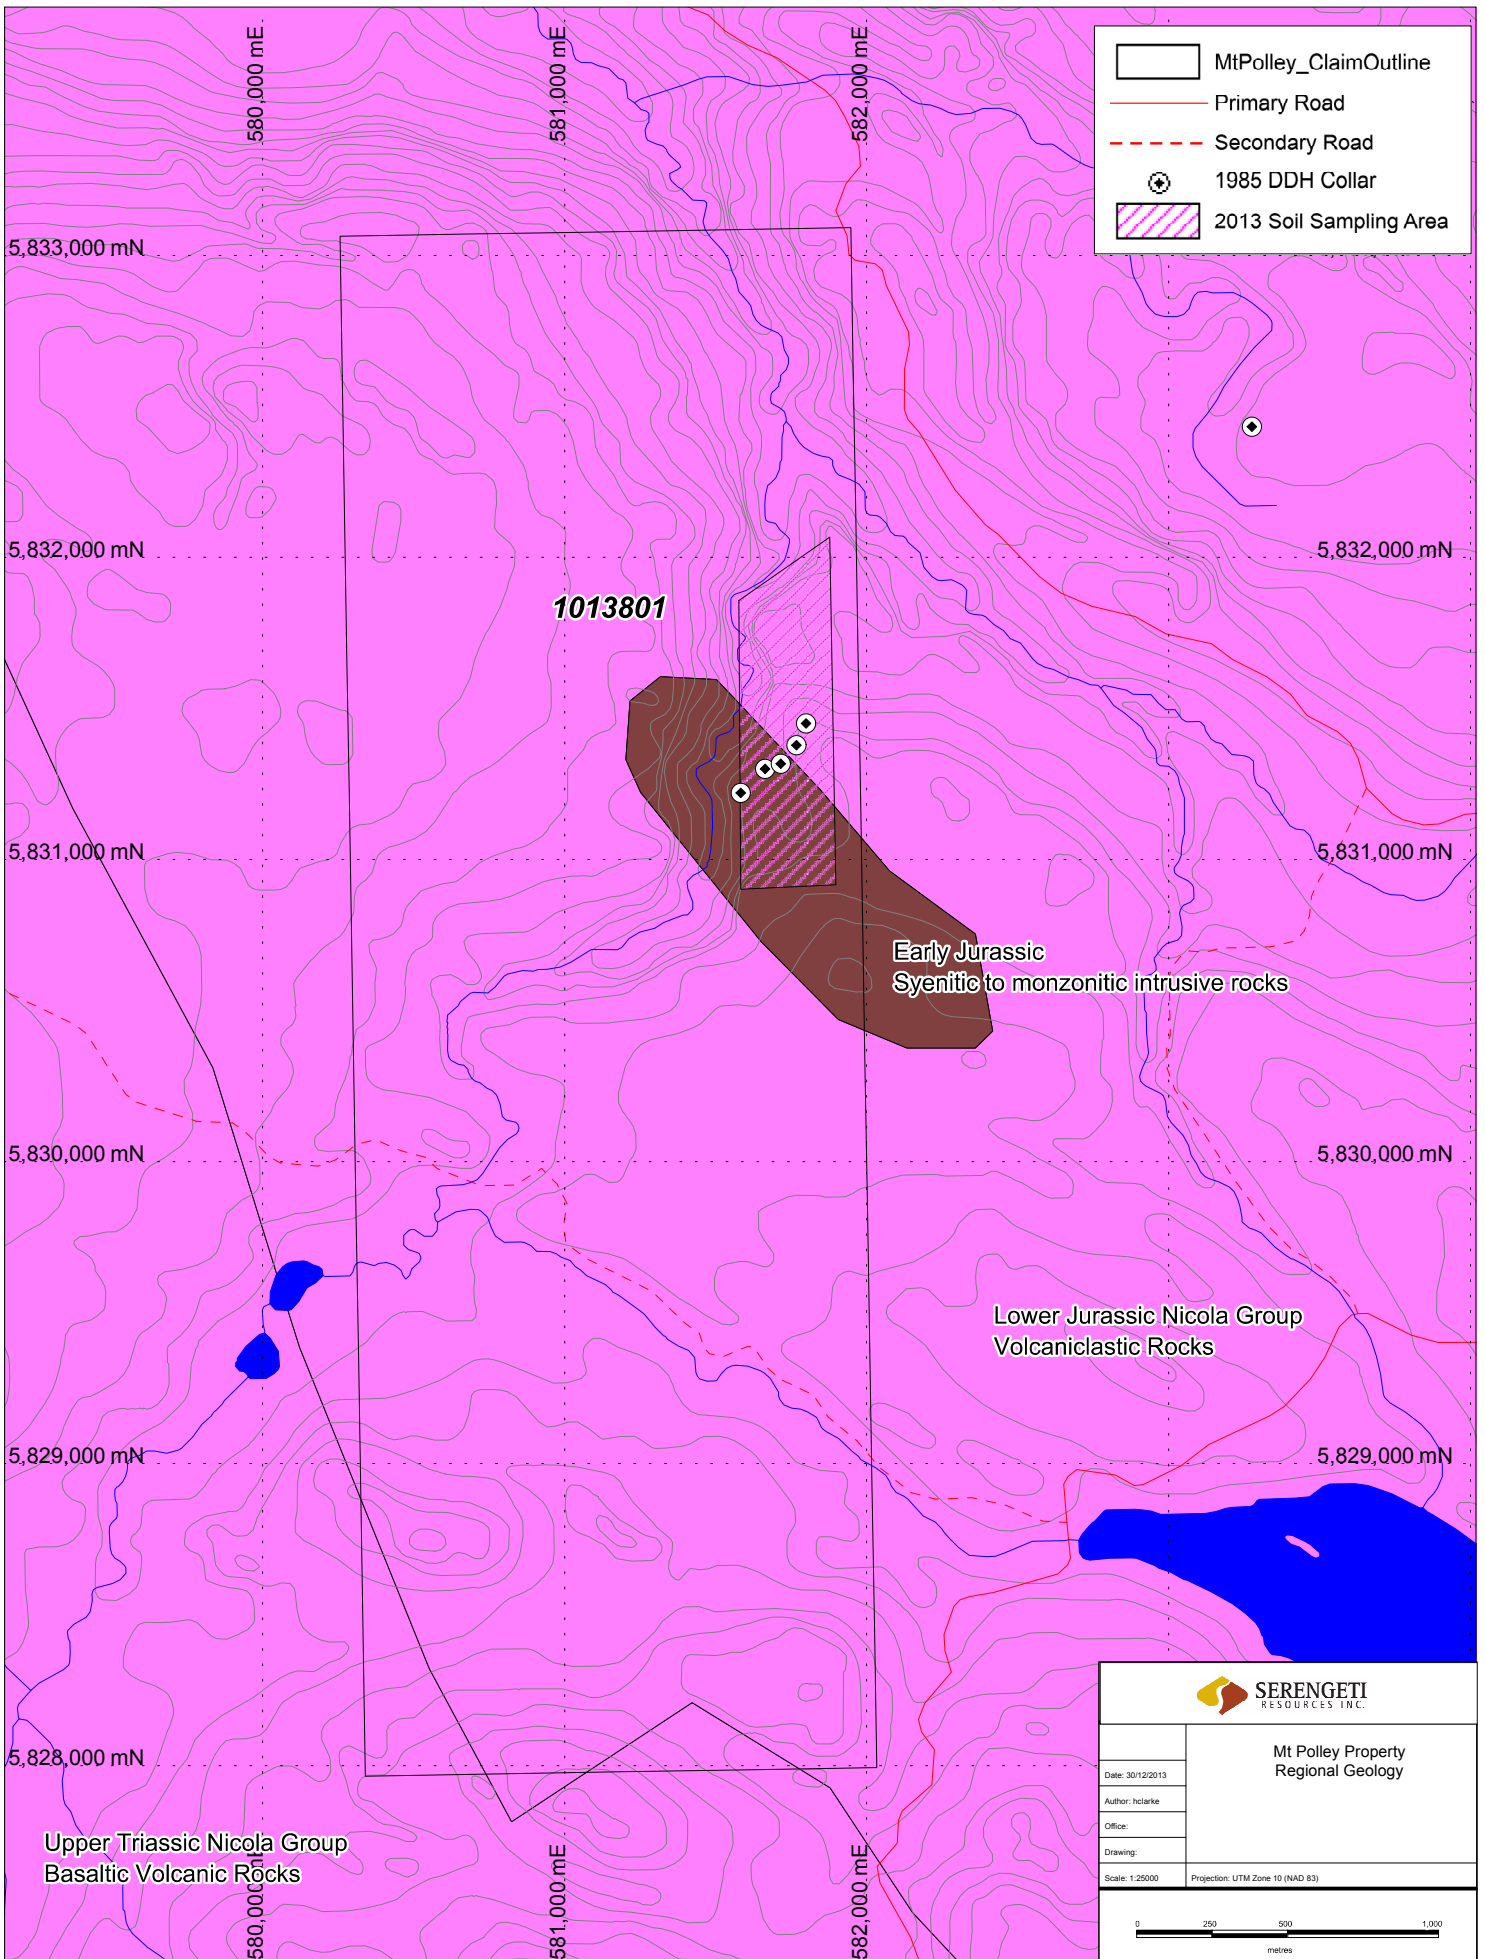 580,000 mE
581,000 mE
582,000 mE
MtPolley_ClaimOutline
Primary Road
Secondary Road
1985 DDH Collar
2013 Soil Sampling Area
5,833,000 mN
5,832,000 mN
5,832,000 mN
1013801
5,831,000 mN
5,831,000 mN
Early Jurassic
Syenitic to monzonitic intrusive rocks
5,830,000 mN
5,830,000 mN
Lower Jurassic Nicola Group
Volcaniclastic Rocks
5,829,000 mN
5,829,000 mN
5,828,000 mN
Upper Triassic Nicola Group
Basaltic Volcanic Rocks
580,000 mE
581,000 mE
582,000 mE
SERENGETI
RESOURCES INC.
Mt Polley Property
Regional Geology
Date: 30/12/2013
Author: hclarke
Office:
Drawing:
Scale: 1:25000
Projection: UTM Zone 10 (NAD 83)
0 250 500 1,000
metres